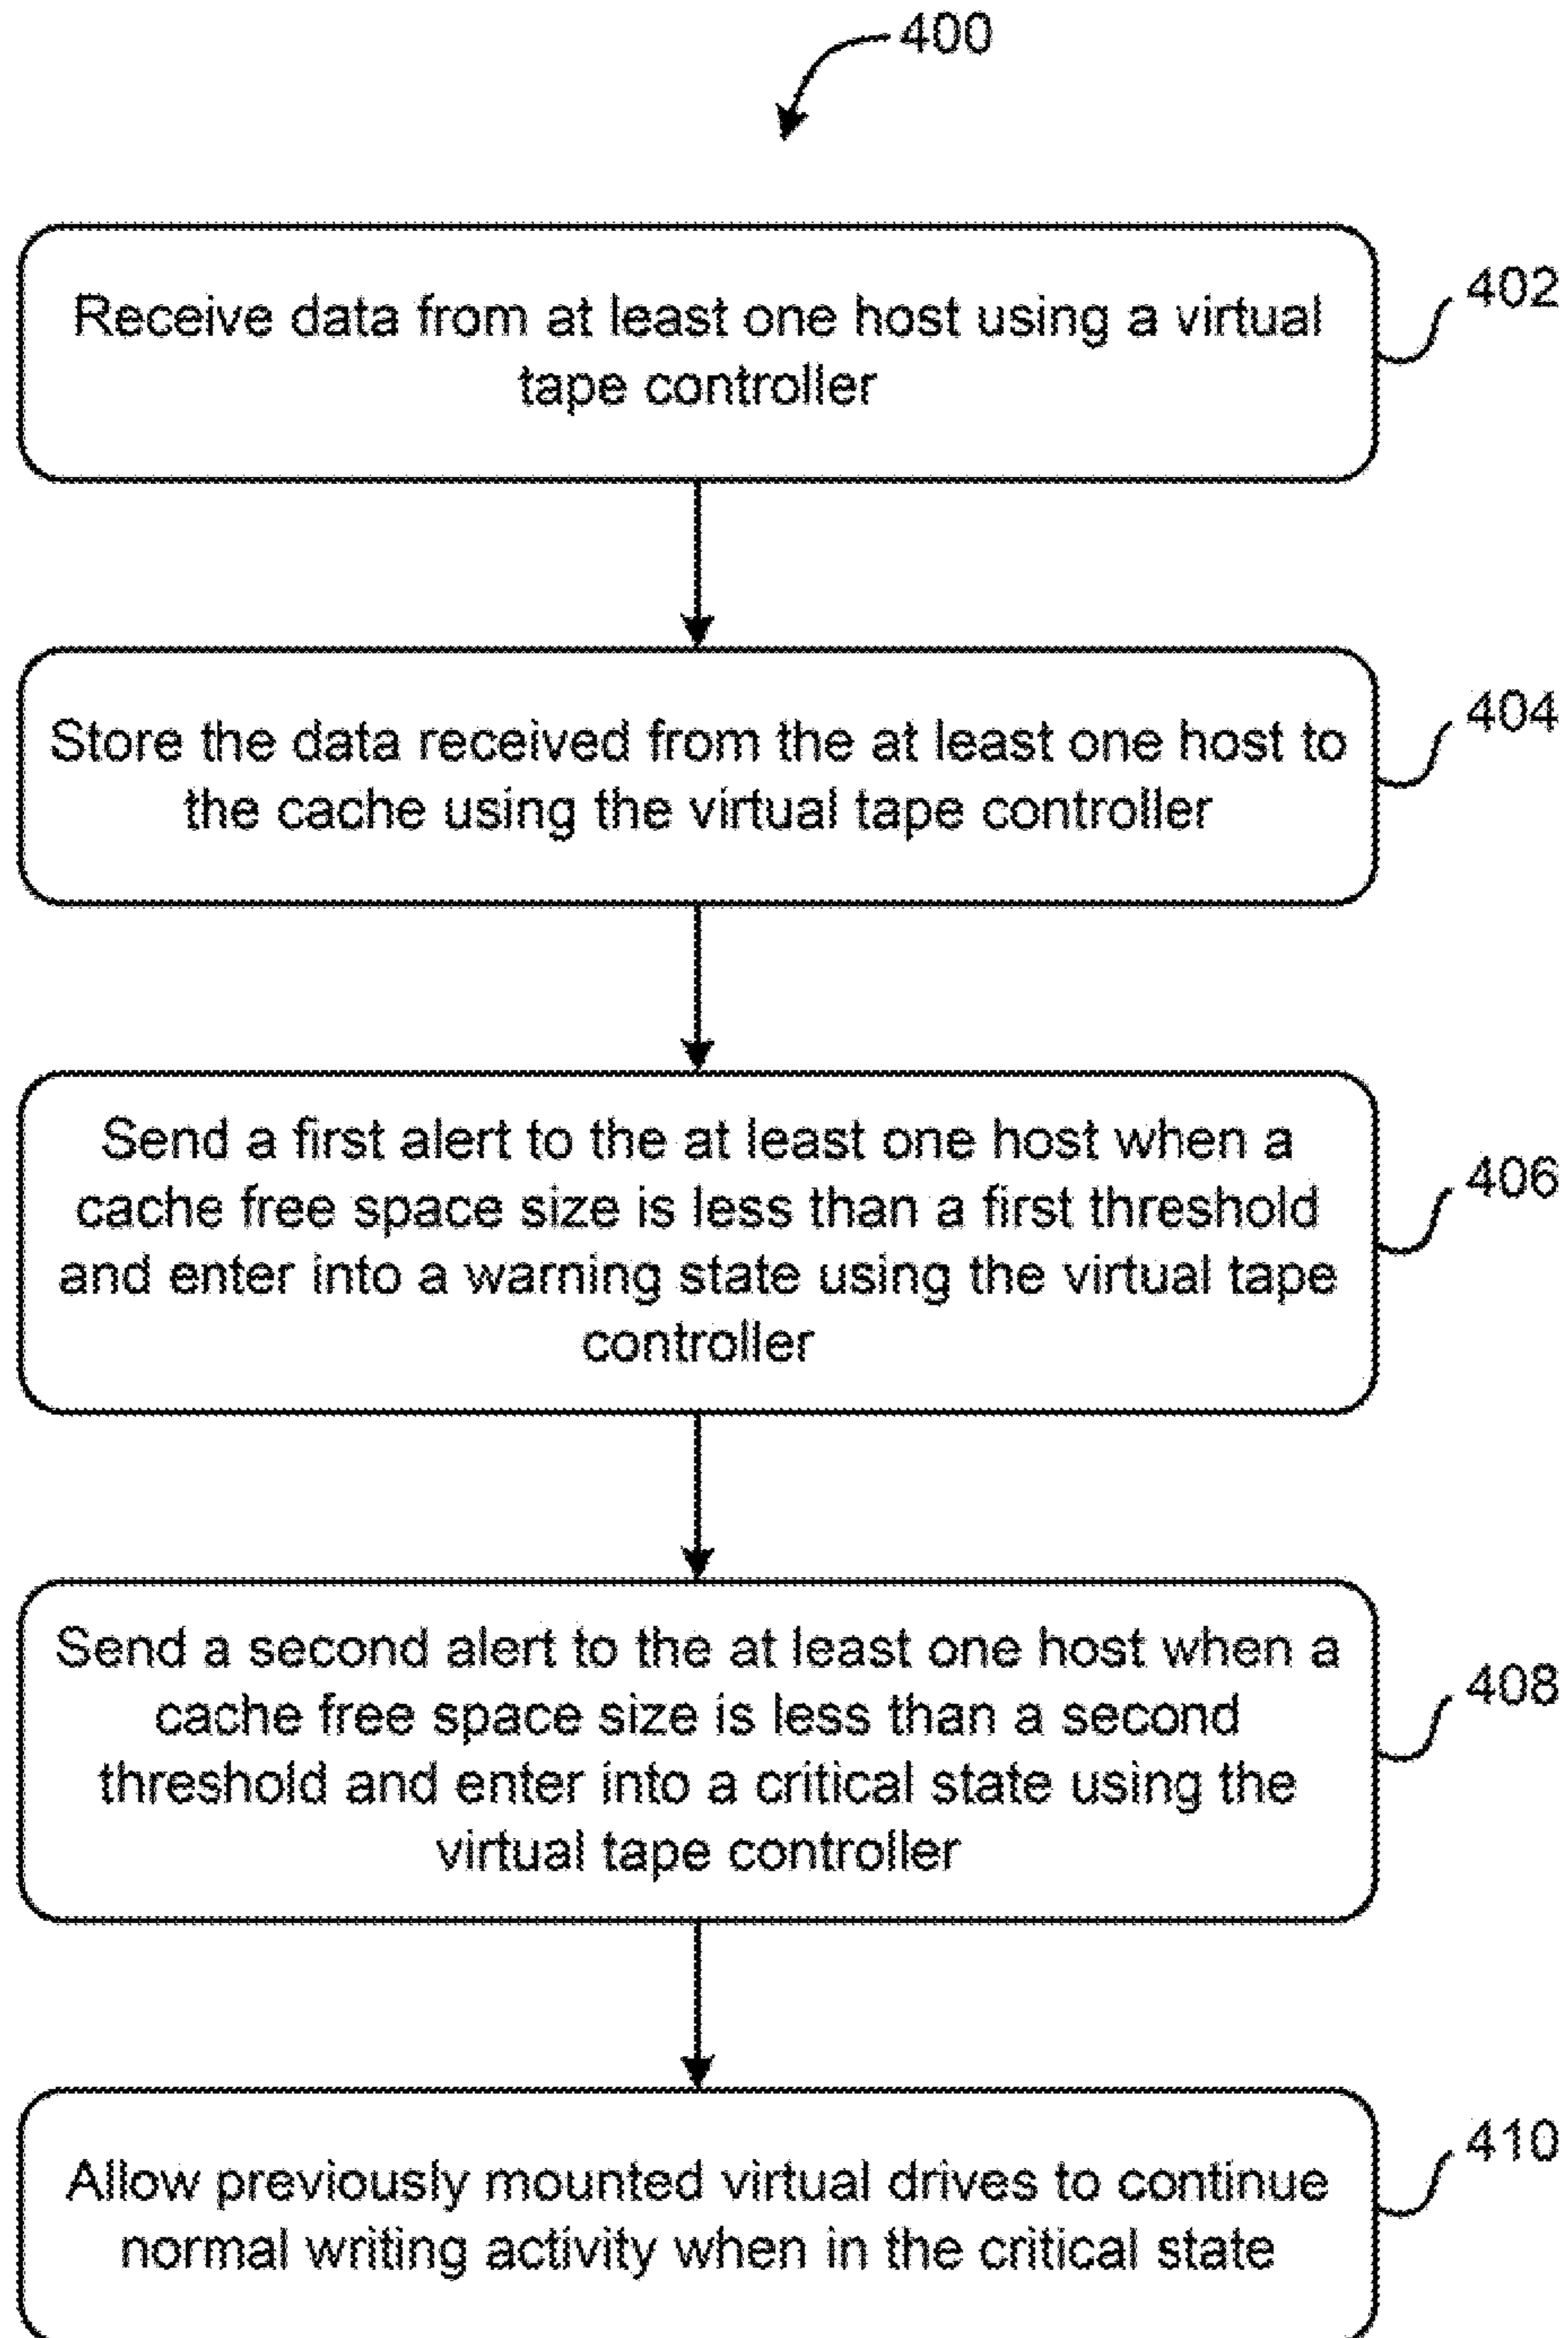 400
Receive data from at least one host using a virtual
tape controller
402
Store the data received from the at least one host to
the cache using the virtual tape controller
404
Send a first alert to the at least one host when a
cache free space size is less than a first threshold
and enter into a warning state using the virtual tape
controller
406
Send a second alert to the at least one host when a
cache free space size is less than a second
threshold and enter into a critical state using the
virtual tape controller
408
Allow previously mounted virtual drives to continue
normal writing activity when in the critical state
410